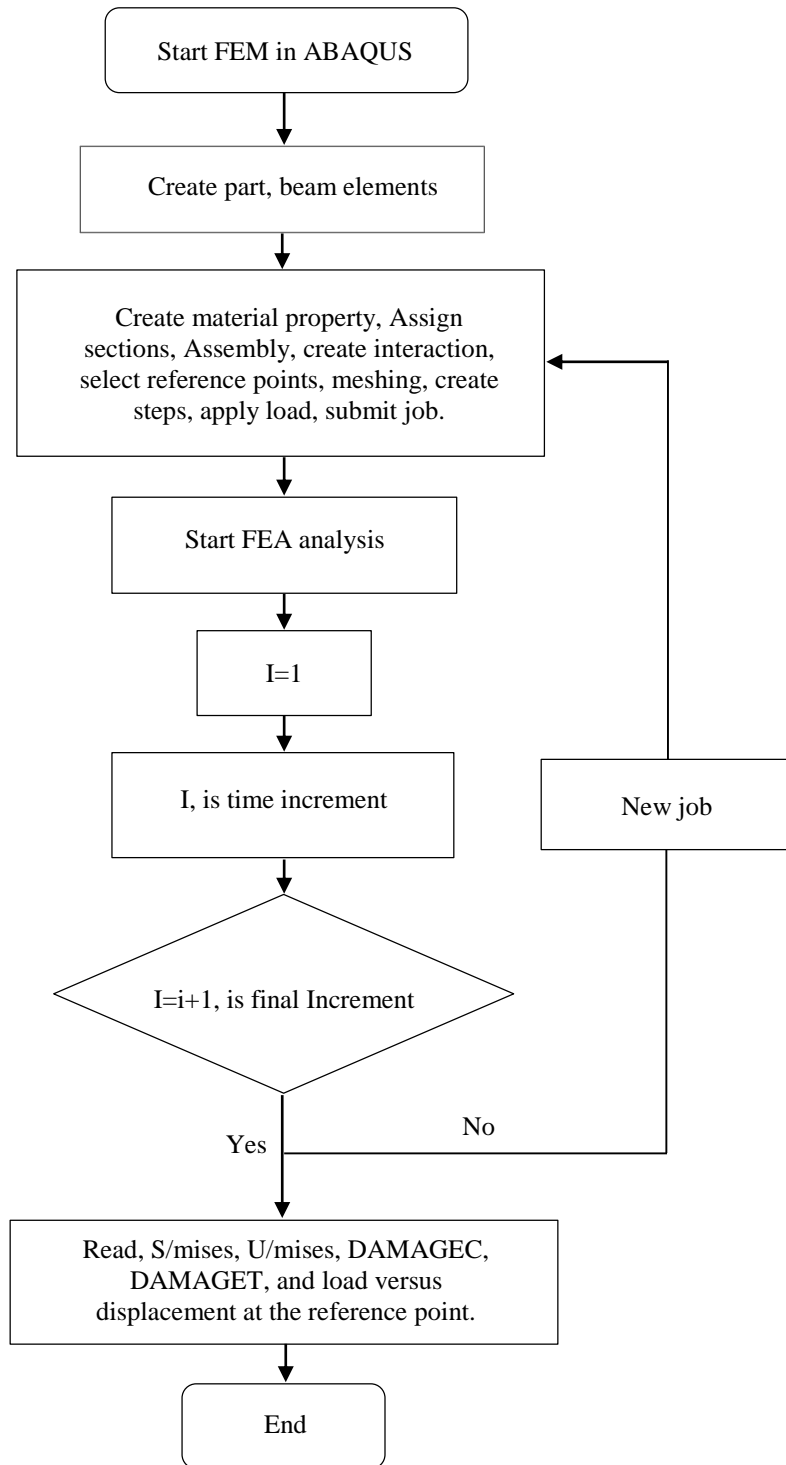 Start FEM in ABAQUS
Create part, beam elements
Create material property, Assign
sections, Assembly, create interaction,
select reference points, meshing, create
steps, apply load, submit job.
Start FEA analysis
I=1
I, is time increment
New job
I=i+1, is final Increment
Yes
No
Read, S/mises, U/mises, DAMAGEC,
DAMAGET, and load versus
displacement at the reference point.
End